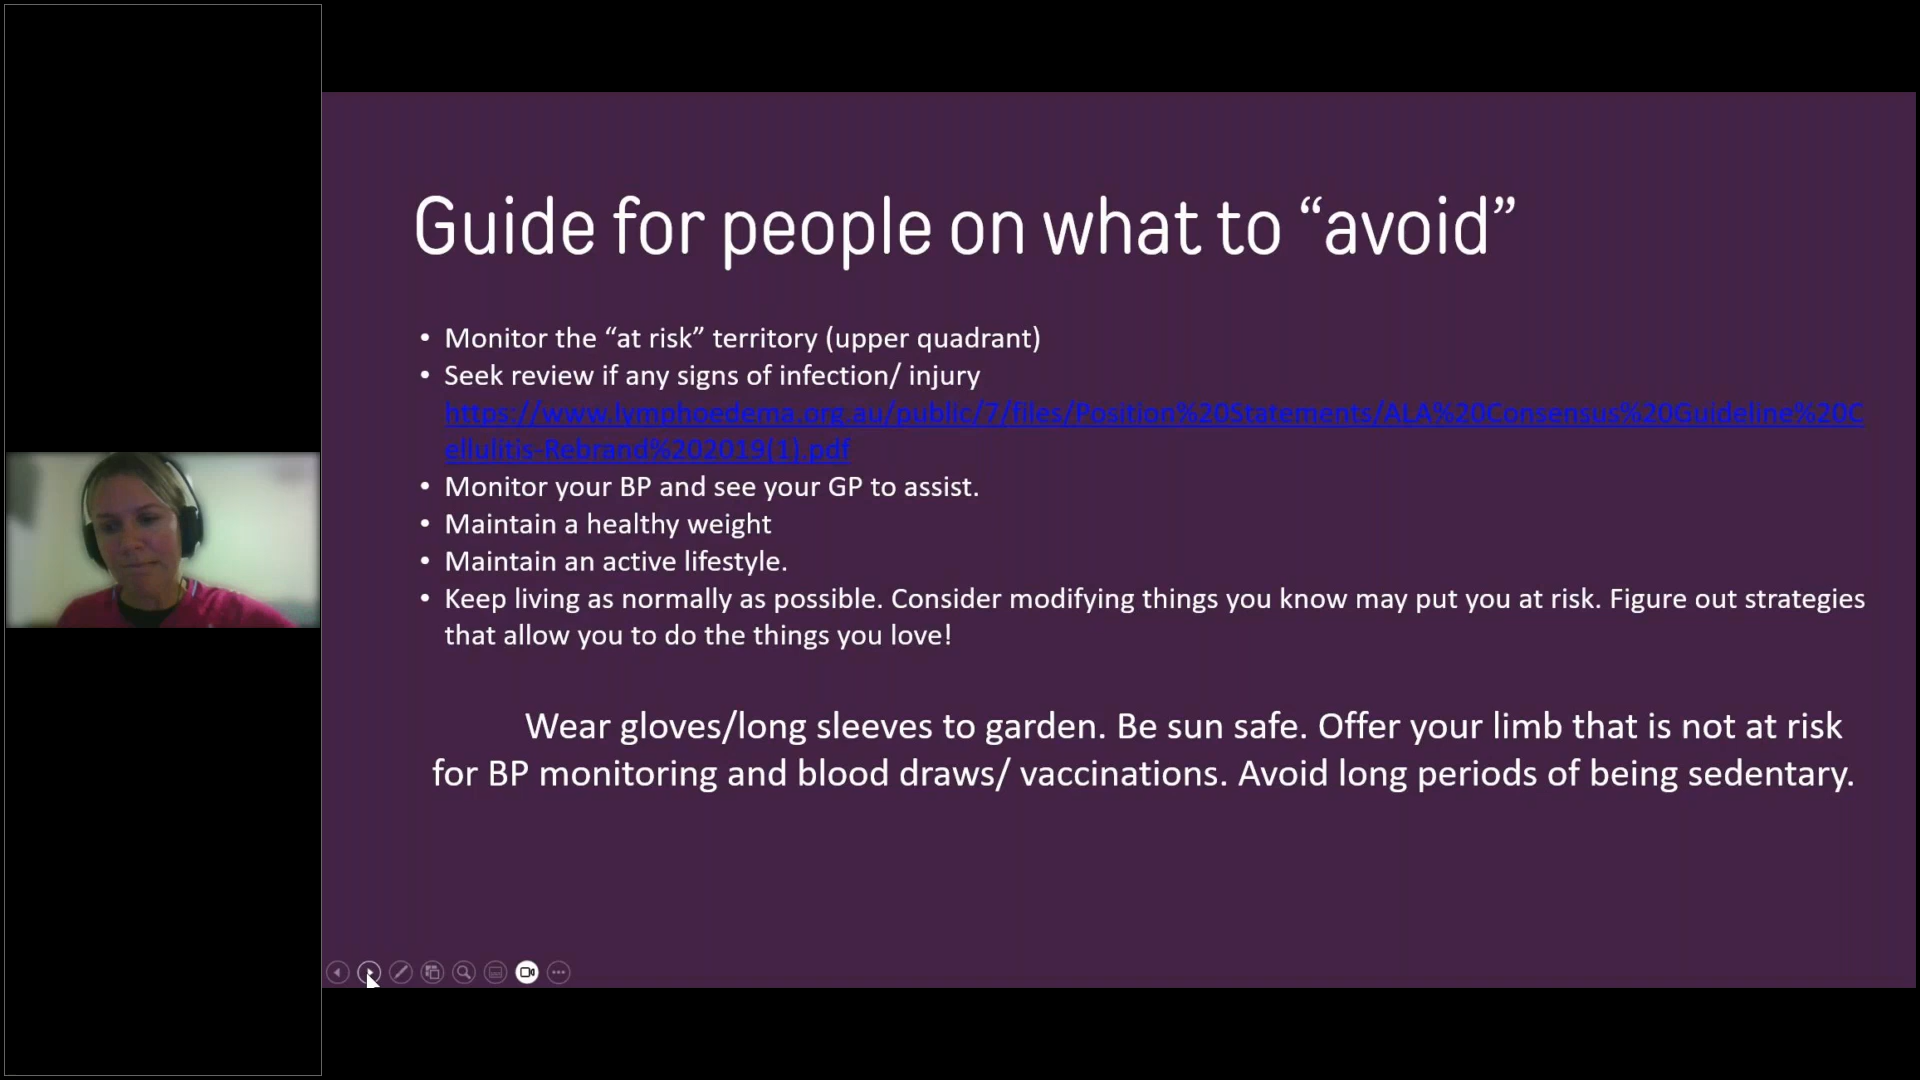 Guide for people on what to “avoid”
• Monitor the “at risk” territory (upper quadrant)
• Seek review if any signs of infection/ injury
https://www.lymphoedema.org.au/public/7/files/Position%20Statements/ALA%20Consensus%20Guideline%20C
ellulitis-Rebrand%202019(1).pdf
• Monitor your BP and see your GP to assist.
• Maintain a healthy weight
• Maintain an active lifestyle.
• Keep living as normally as possible. Consider modifying things you know may put you at risk. Figure out strategies
that allow you to do the things you love!
Wear gloves/long sleeves to garden. Be sun safe. Offer your limb that is not at risk
for BP monitoring and blood draws/ vaccinations. Avoid long periods of being sedentary.